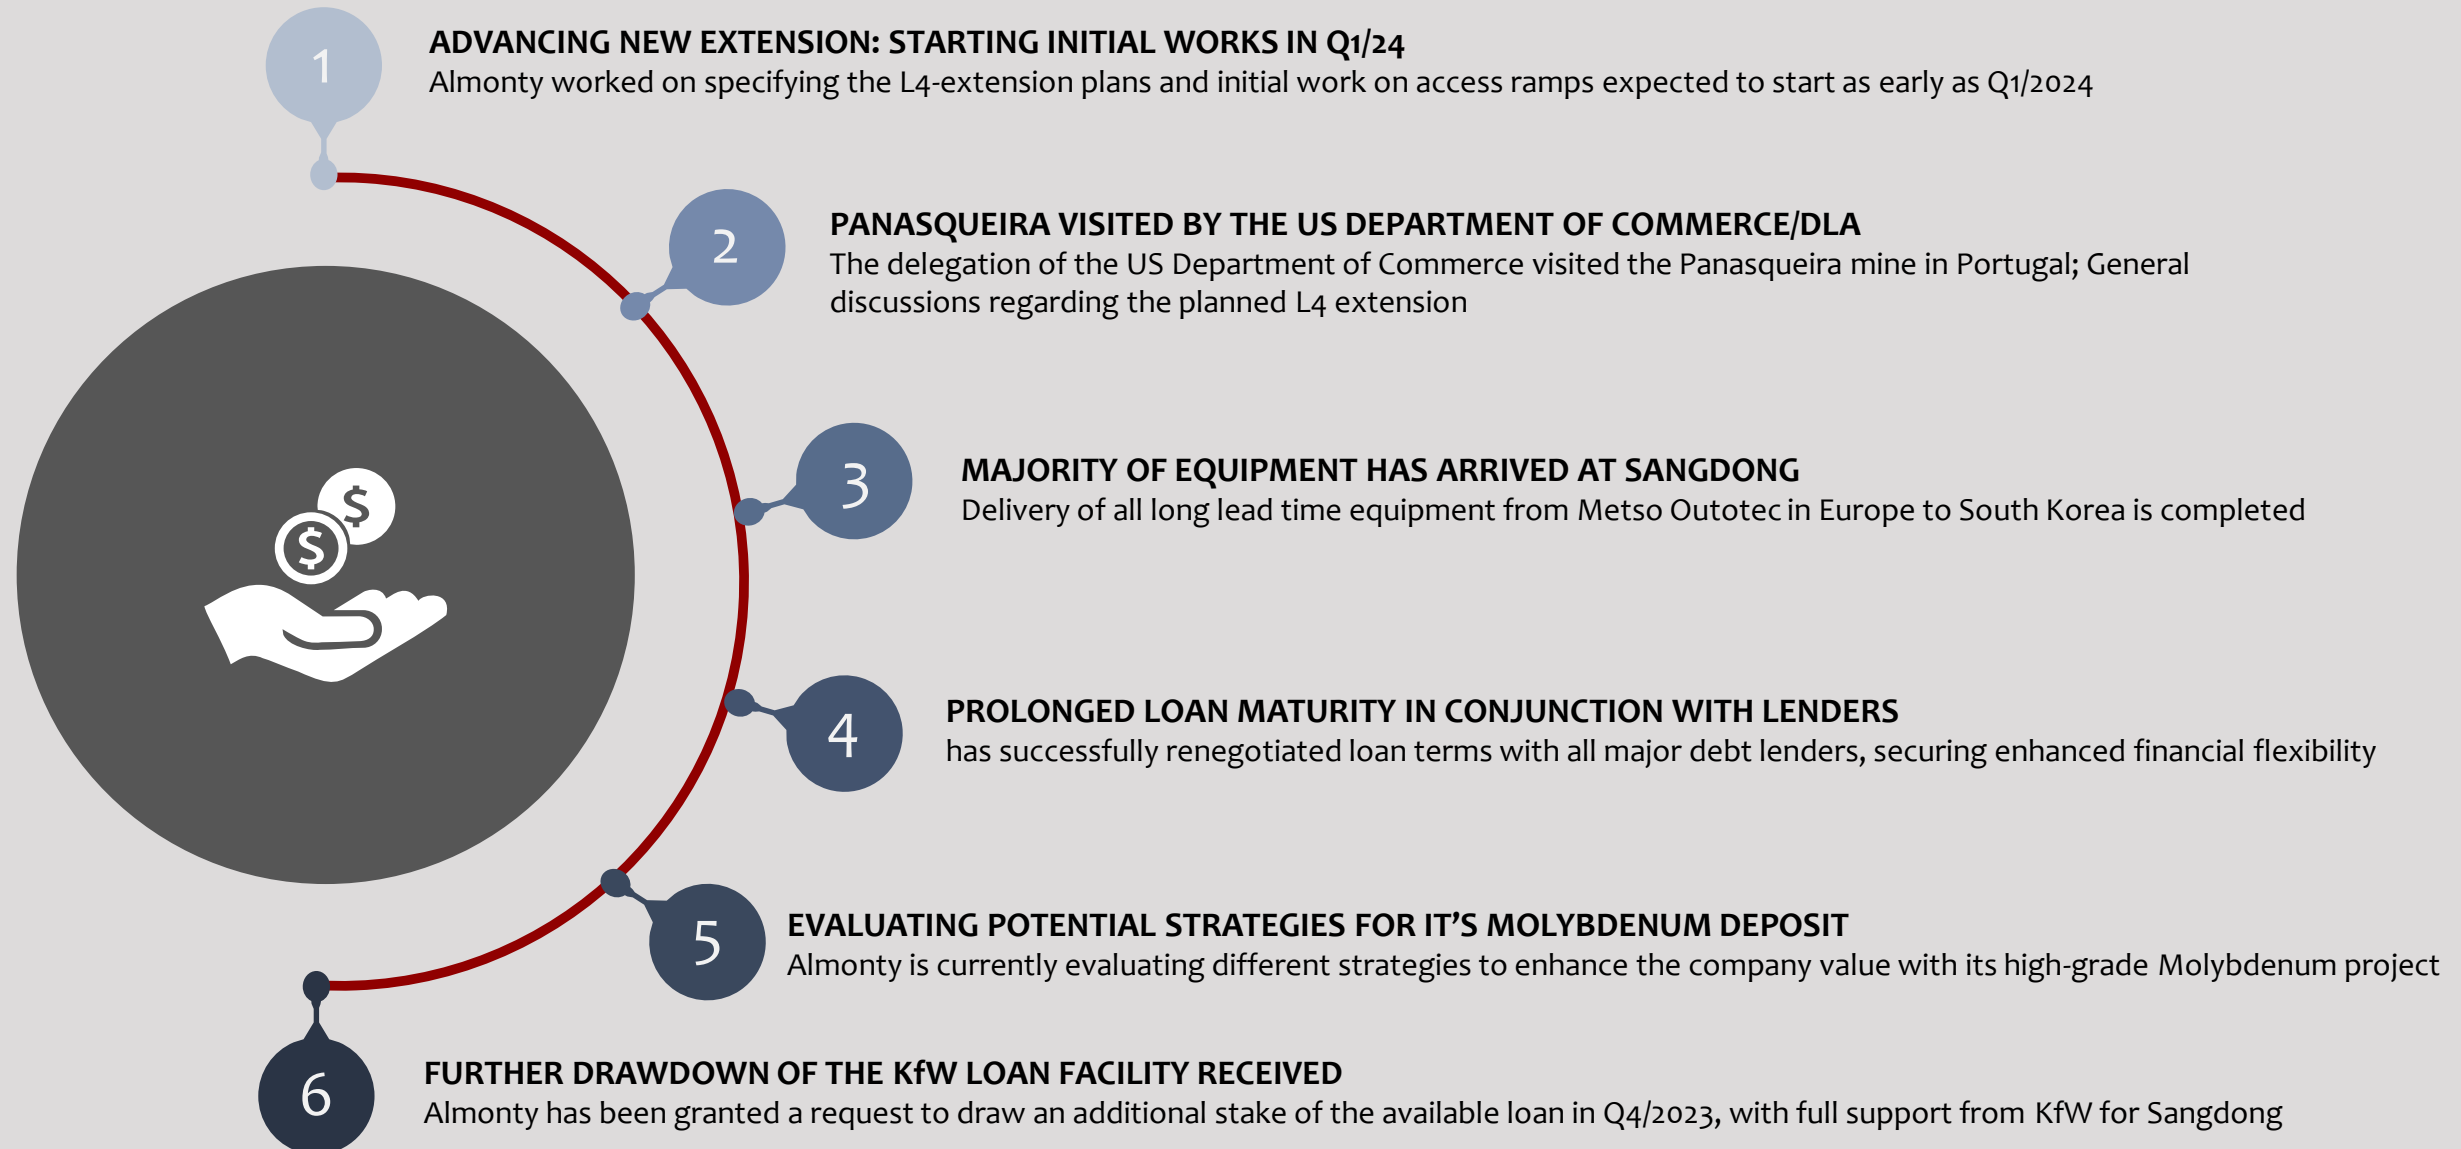 1
ADVANCING NEW EXTENSION: STARTING INITIAL WORKS IN Q1/24
Almonty worked on specifying the L4-extension plans and initial work on access ramps expected to start as early as Q1/2024
2
PANASQUEIRA VISITED BY THE US DEPARTMENT OF COMMERCE/DLA
The delegation of the US Department of Commerce visited the Panasqueira mine in Portugal; General
discussions regarding the planned L4 extension
3
MAJORITY OF EQUIPMENT HAS ARRIVED AT SANGDONG
Delivery of all long lead time equipment from Metso Outotec in Europe to South Korea is completed
$
$
4
PROLONGED LOAN MATURITY IN CONJUNCTION WITH LENDERS
has successfully renegotiated loan terms with all major debt lenders, securing enhanced financial flexibility
5
EVALUATING POTENTIAL STRATEGIES FOR IT’S MOLYBDENUM DEPOSIT
Almonty is currently evaluating different strategies to enhance the company value with its high-grade Molybdenum project
6
FURTHER DRAWDOWN OF THE KfW LOAN FACILITY RECEIVED
Almonty has been granted a request to draw an additional stake of the available loan in Q4/2023, with full support from KfW for Sangdong